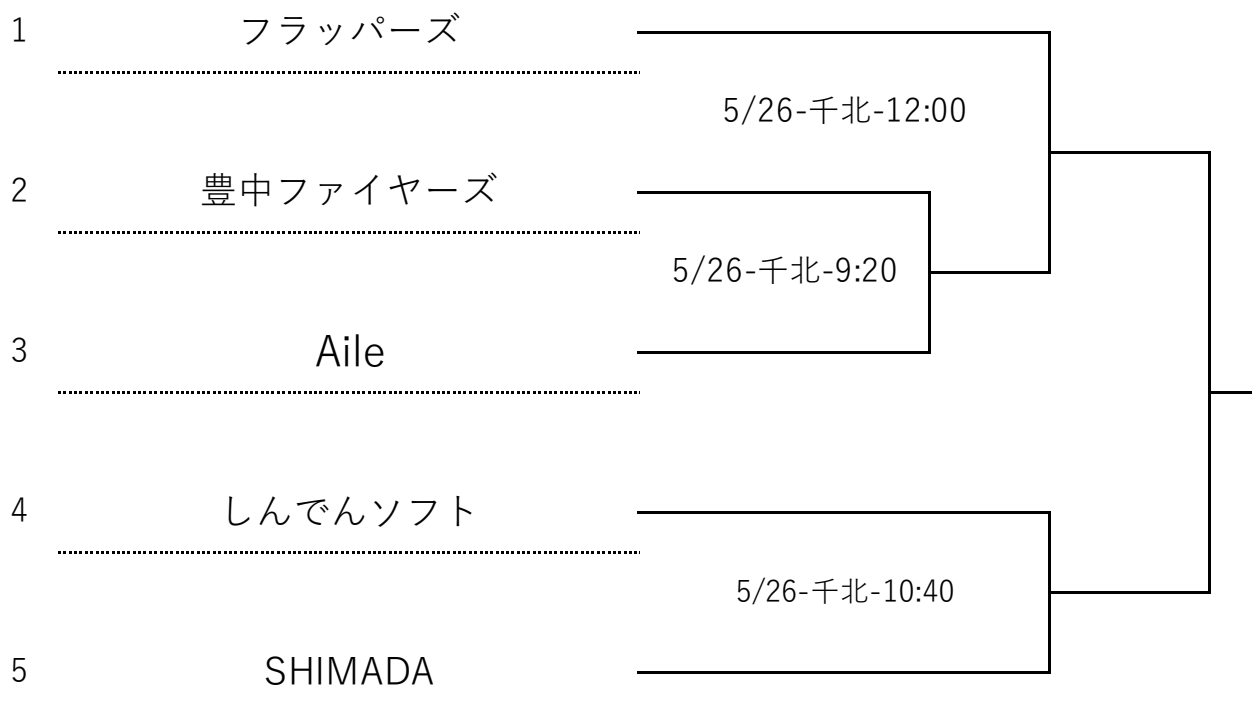 1 フラッパーズ
5/26-千北-12:00
2 豊中ファイヤーズ
5/26-千北-9:20
3 Aile
4 しんでんソフト
5/26-千北-10:40
5 SHIMADA